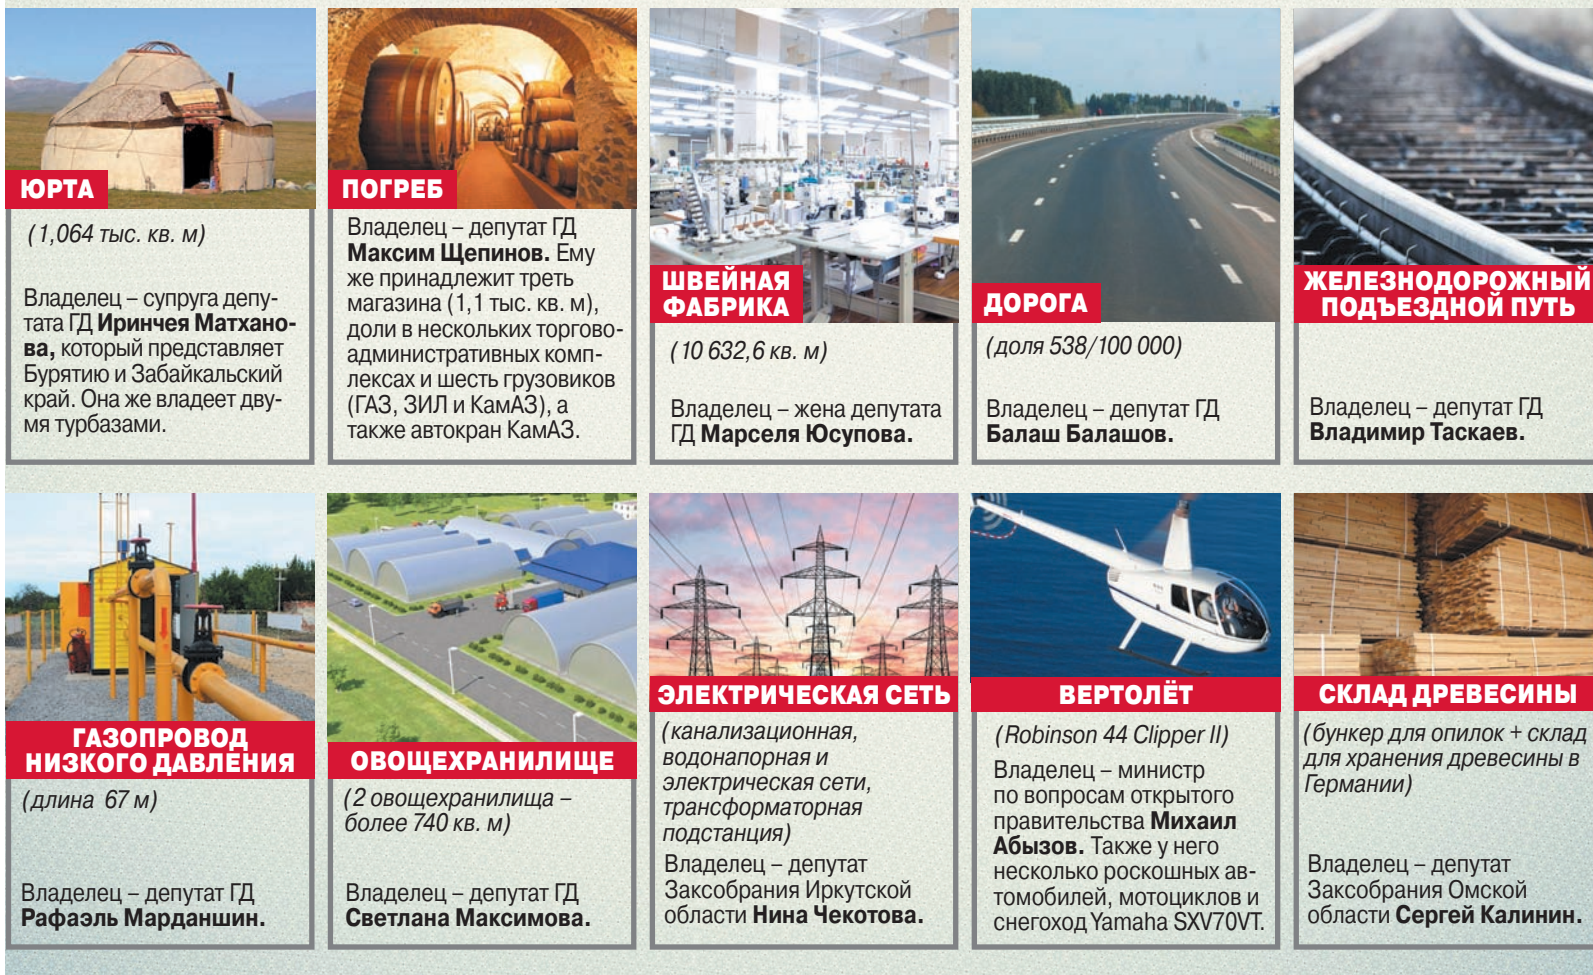 ЮРТА
(1,064 тыс. кв. м)
Владелец – супруга депу-
тата ГД Иринчея Матхано-
ва, который представляет
Бурятию и Забайкальский
край. Она же владеет дву-
мя турбазами.
ПОГРЕБ
Владелец – депутат ГД
Максим Щепинов. Ему
же принадлежит треть
магазина (1,1 тыс. кв. м),
доли в нескольких торгово-
административных комп-
лексах и шесть грузовиков
(ГАЗ, ЗИЛ и КамАЗ), а
также автокран КамАЗ.
ШВЕЙНАЯ
ФАБРИКА
(10 632,6 кв. м)
Владелец – жена депутата
ГД Марселя Юсупова.
ДОРОГА
(доля 538/100 000)
Владелец – депутат ГД
Балаш Балашов.
ЖЕЛЕЗНОДОРОЖНЫЙ
ПОДЪЕЗДНОЙ ПУТЬ
Владелец – депутат ГД
Владимир Таскаев.
ГАЗОПРОВОД
НИЗКОГО ДАВЛЕНИЯ
(длина 67 м)
Владелец – депутат ГД
Рафаэль Марданшин.
ОВОЩЕХРАНИЛИЩЕ
(2 овощехранилища –
более 740 кв. м)
Владелец – депутат ГД
Светлана Максимова.
ЭЛЕКТРИЧЕСКАЯ СЕТЬ
(канализационная,
водонапорная и
электрическая сети,
трансформаторная
подстанция)
Владелец – депутат
Заксобрания Иркутской
области Нина Чекотова.
ВЕРТОЛЁТ
(Robinson 44 Clipper II)
Владелец – министр
по вопросам открытого
правительства Михаил
Абызов. Также у него
несколько роскошных ав-
томобилей, мотоциклов и
снегоход Yamaha SXV70VT.
СКЛАД ДРЕВЕСИНЫ
(бункер для опилок + склад
для хранения древесины в
Германии)
Владелец – депутат
Заксобрания Омской
области Сергей Калинин.